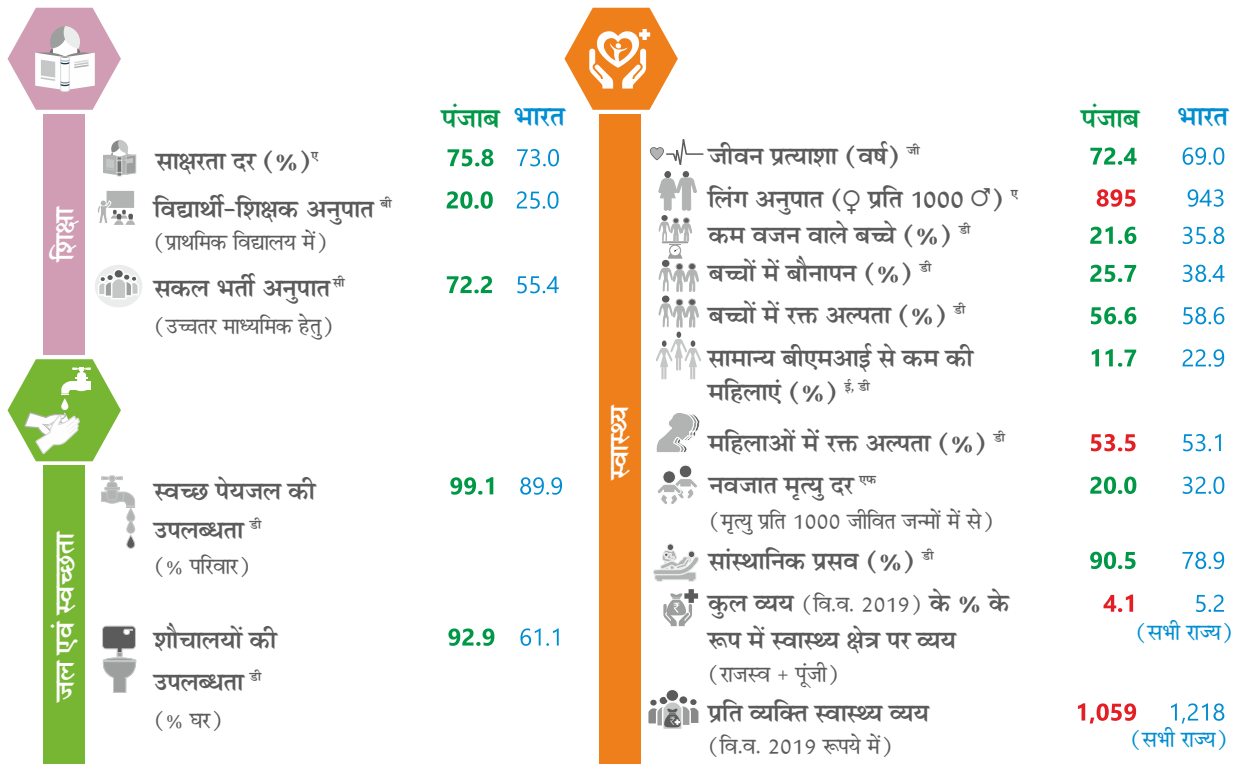 पंजाब भारत
शिक्षा
साक्षरता दर (%)ए 75.8 73.0
विद्यार्थी-शिक्षक अनुपात बी 20.0 25.0
(प्राथमिक विद्यालय में)
सकल भर्ती अनुपात सी 72.2 55.4
(उच्चतर माध्यमिक हेतु)
जल एवं स्वच्छता
स्वच्छ पेयजल की 99.1 89.9
उपलब्धता डी
(% परिवार)
शौचालयों की 92.9 61.1
उपलब्धता डी
(% घर)
पंजाब भारत
स्वास्थ्य
जीवन प्रत्याशा (वर्ष) जी 72.4 69.0
लिंग अनुपात (♀ प्रति 1000 ♂) ए 895 943
कम वजन वाले बच्चे (%) डी 21.6 35.8
बच्चों में बौनापन (%) डी 25.7 38.4
बच्चों में रक्त अल्पता (%) डी 56.6 58.6
सामान्य बीएमआई से कम की 11.7 22.9
महिलाएं (%) ई, डी
महिलाओं में रक्त अल्पता (%) डी 53.5 53.1
नवजात मृत्यु दर एफ 20.0 32.0
(मृत्यु प्रति 1000 जीवित जन्मों में से)
सांस्थानिक प्रसव (%) डी 90.5 78.9
कुल व्यय (वि.व. 2019) के % के 4.1 5.2
(सभी राज्य)
रूप में स्वास्थ्य क्षेत्र पर व्यय
(राजस्व + पूंजी)
प्रति व्यक्ति स्वास्थ्य व्यय 1,059 1,218
(सभी राज्य)
(वि.व. 2019 रूपये में)